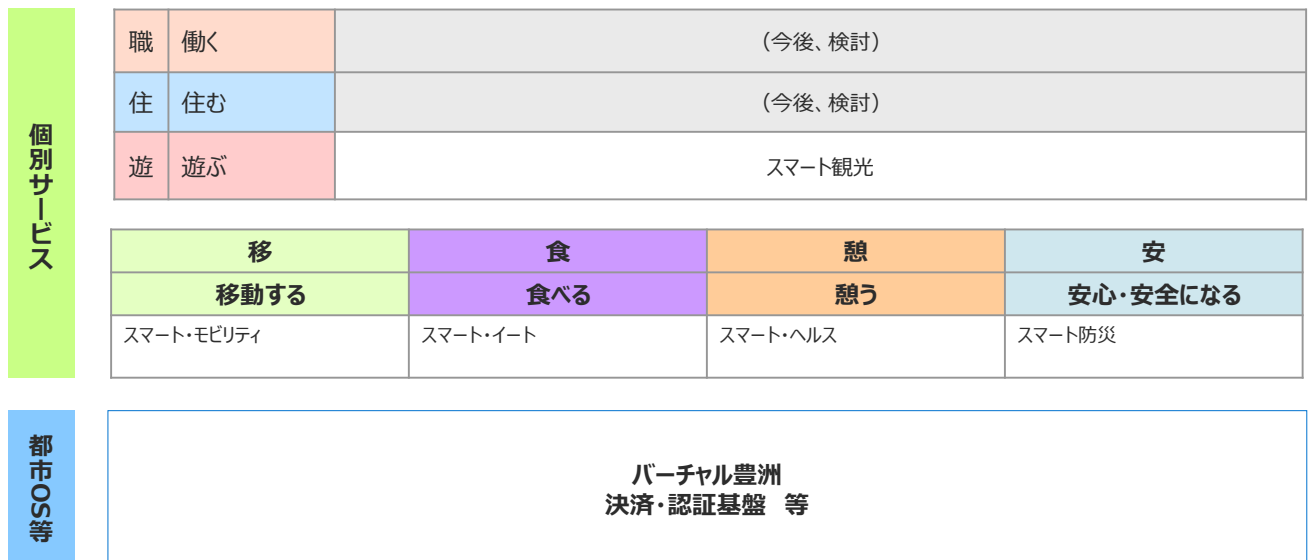 個別サービス
職 働く (今後、検討)
住 住む (今後、検討)
遊 遊ぶ スマート観光
移 食 憩 安
移動する 食べる 憩う 安心・安全になる
スマート・モビリティ スマート・イート スマート・ヘルス スマート防災
都市OS等
バーチャル豊洲
決済・認証基盤 等